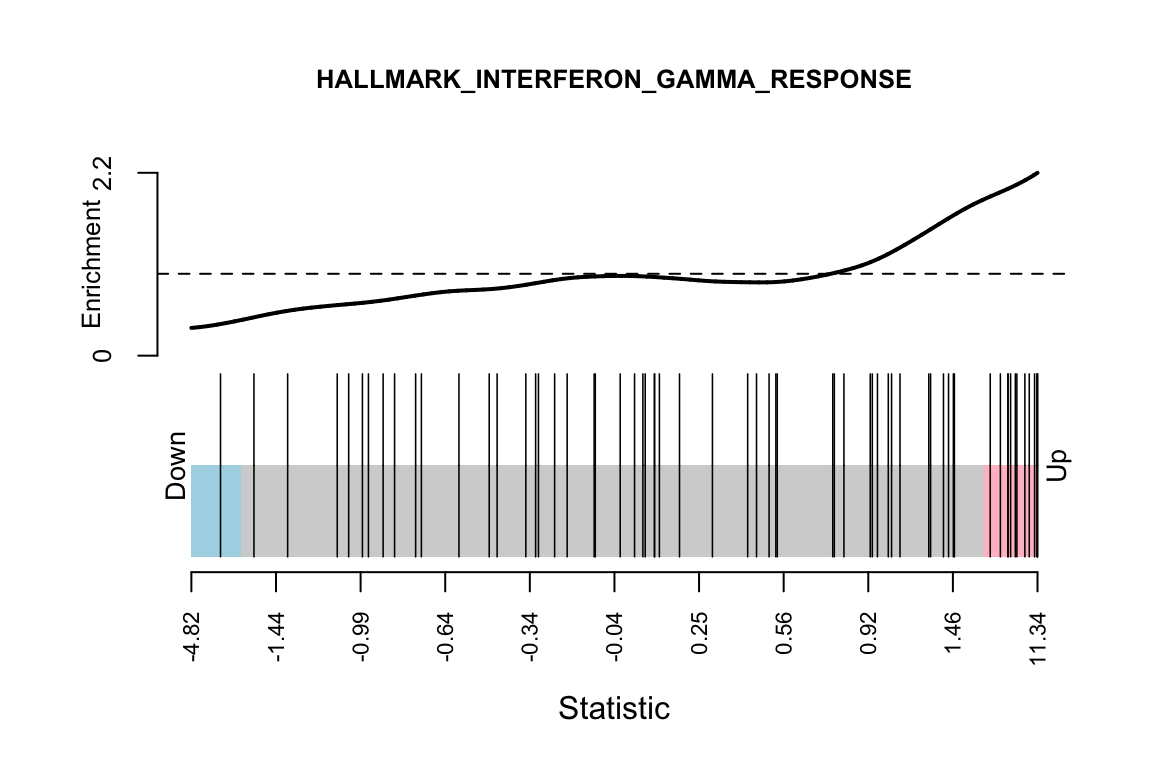 HALLMARK_INTERFERON_GAMMA_RESPONSE
Enrichment
2.2
0
Down
Up
-4.82
-1.44
-0.99
-0.64
-0.34
-0.04
0.25
0.56
0.92
1.46
11.34
Statistic